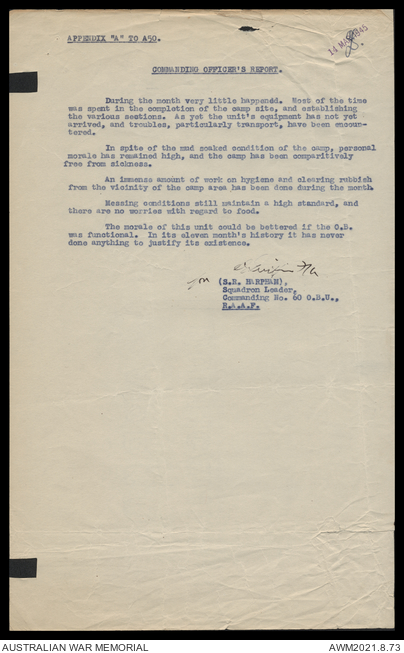 APPENDIX "A" TO A50.
14 MAR 1945
COMMANDING OFFICER'S REPORT.
During the month very little happened. Most of the time
was spent in the completion of the camp site, and establishing
the various sections. As yet the unit's equipment has not yet
arrived, and troubles, particularly transport, have been encoun-
tered.
In spite of the mud soaked condition of the camp, personal
morale has remained high, and the camp has been comparitively
free from sickness.
An immense amount of work on hygiene and clearing rubbish
from the vicinity of the camp area has been done during the month.
Messing conditions still maintain a high standard, and
there are no worries with regard to food.
The morale of this unit could be bettered if the O.B.
was functional. In its eleven month's history it has never
done anything to justify its existence.
for (S.R. HARPHAM),
Squadron Leader,
Commanding No. 60 O.B.U.,
R.A.A.F.
AUSTRALIAN WAR MEMORIAL
AWM2021.8.73